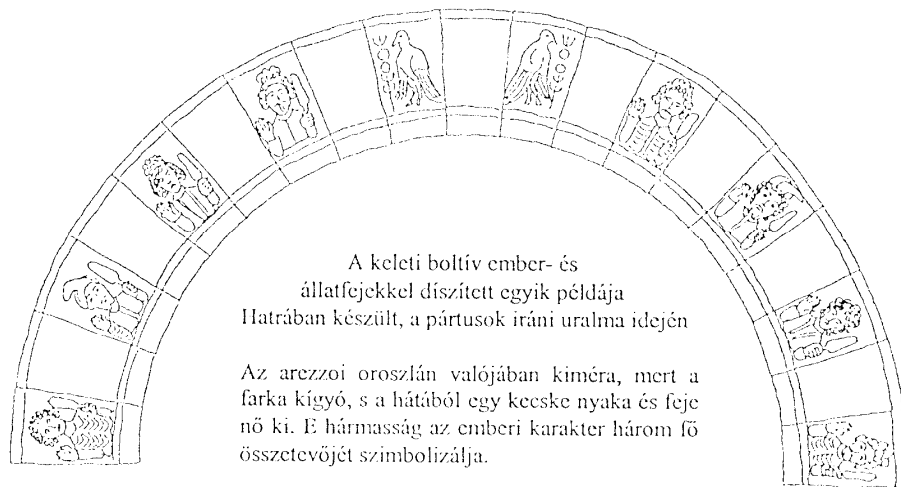 A keleti boltív ember- és
állatfejekkel díszített egyik példája
Hatrában készült, a pártusok iráni uralma idején
Az arezzoi oroszlán valójában kiméra, mert a
farka kígyó, s a hátából egy kecske nyaka és feje
nő ki. E hármasság az emberi karakter három fő
összetevőjét szimbolizálja.